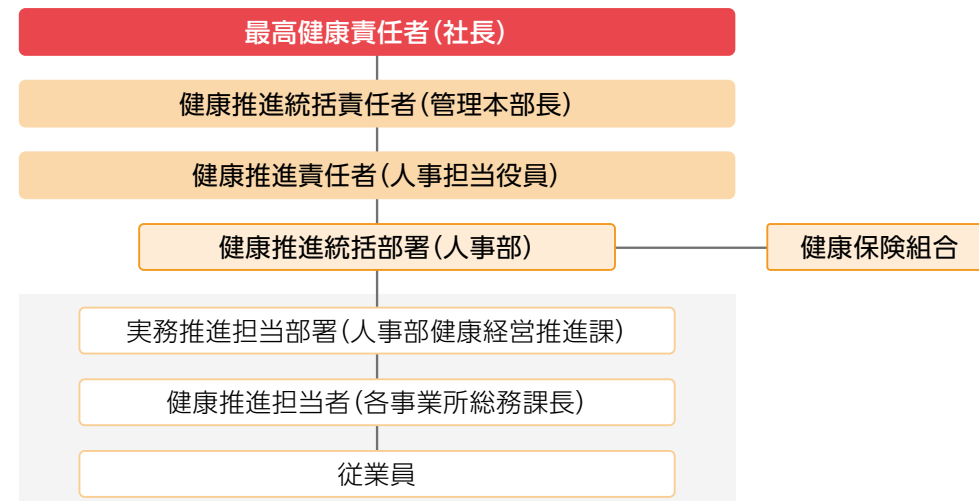 最高健康責任者(社長)
健康推進統括責任者(管理本部長)
健康推進責任者(人事担当役員)
健康推進統括部署(人事部)
健康保険組合
実務推進担当部署(人事部健康経営推進課)
健康推進担当者(各事業所総務課長)
従業員